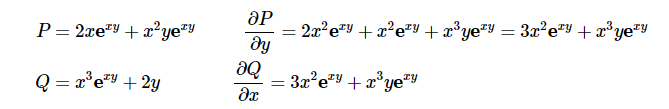 P = 2xe^{xy} + x^2ye^{xy}    ∂P/∂y = 2x^2e^{xy} + x^2e^{xy} + x^3ye^{xy} = 3x^2e^{xy} + x^3ye^{xy}
Q = x^3e^{xy} + 2y    ∂Q/∂x = 3x^2e^{xy} + x^3ye^{xy}